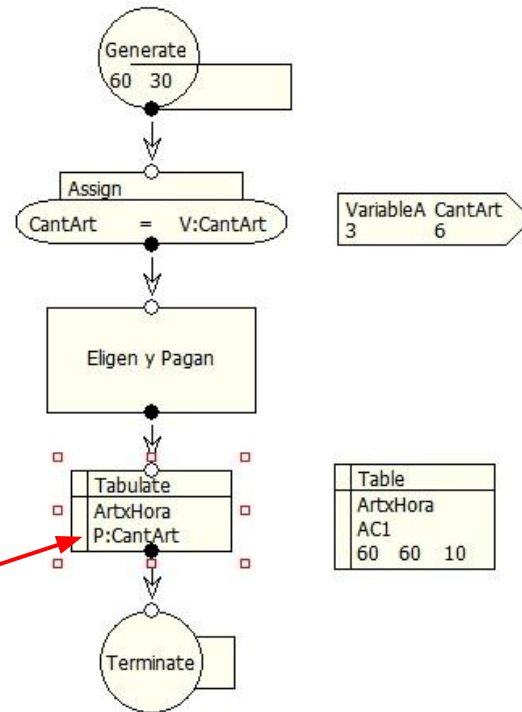 Generate
60 30
Assign
CantArt = V:CantArt
VariableA CantArt
3 6
Eligen y Pagan
Tabulate
ArtxHora
P:CantArt
Table
ArtxHora
AC1
60 60 10
Terminate